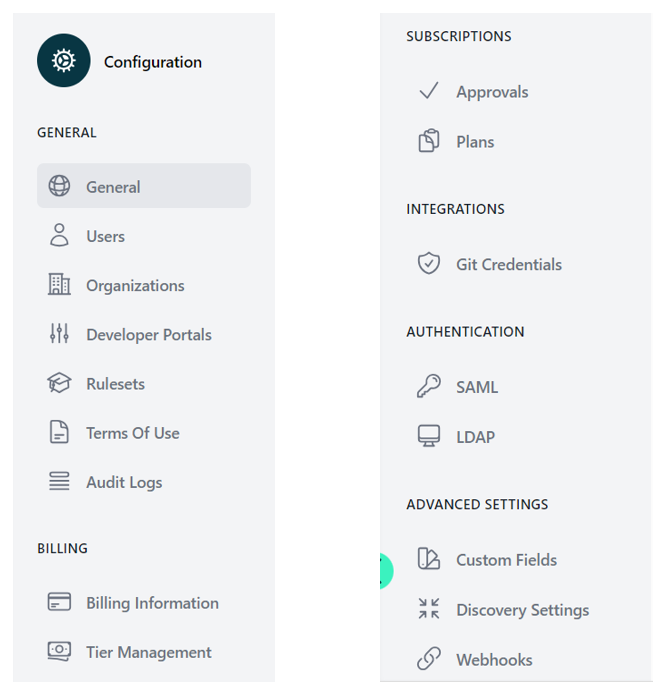 Configuration
GENERAL
General
Users
Organizations
Developer Portals
Rulesets
Terms Of Use
Audit Logs
BILLING
Billing Information
Tier Management
SUBSCRIPTIONS
Approvals
Plans
INTEGRATIONS
Git Credentials
AUTHENTICATION
SAML
LDAP
ADVANCED SETTINGS
Custom Fields
Discovery Settings
Webhooks